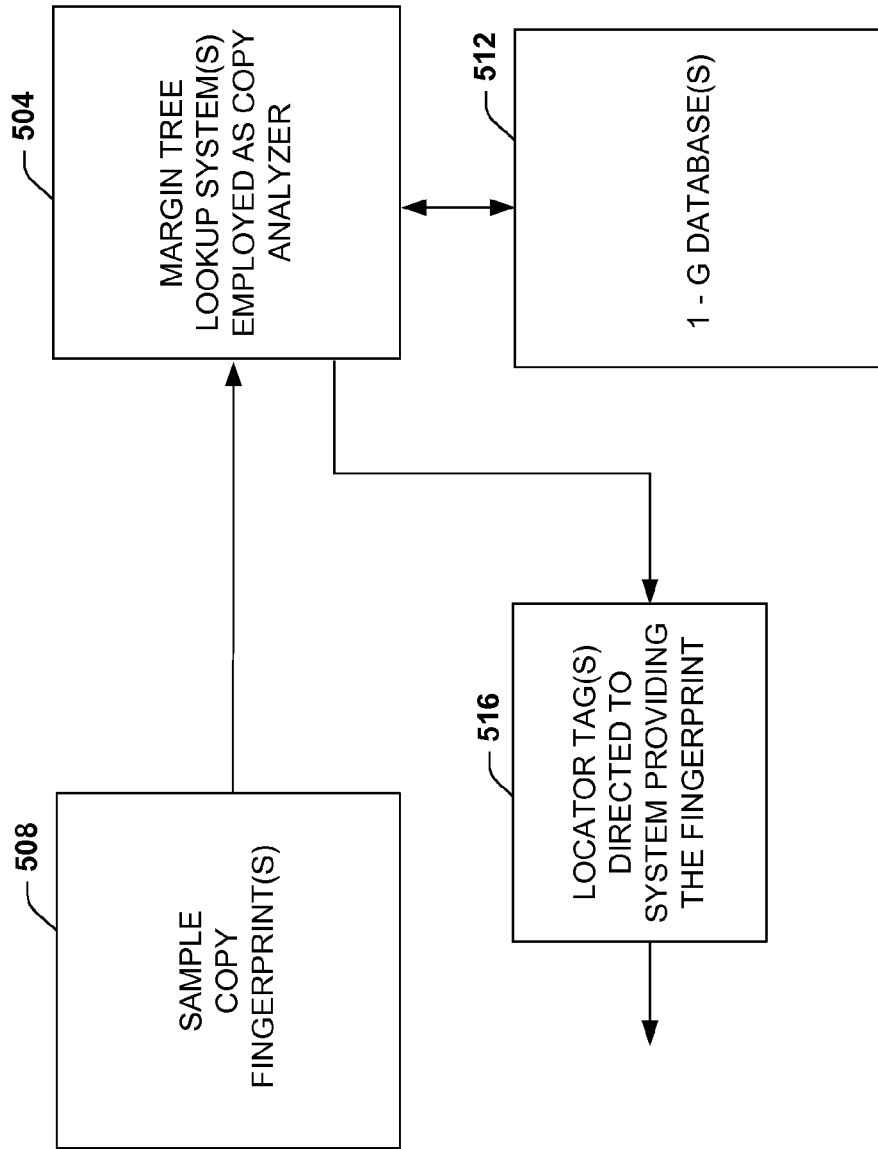 508
SAMPLE
COPY
FINGERPRINT(S)
504
MARGIN TREE
LOOKUP SYSTEM(S)
EMPLOYED AS COPY
ANALYZER
516
LOCATOR TAG(S)
DIRECTED TO
SYSTEM PROVIDING
THE FINGERPRINT
512
1 - G DATABASE(S)